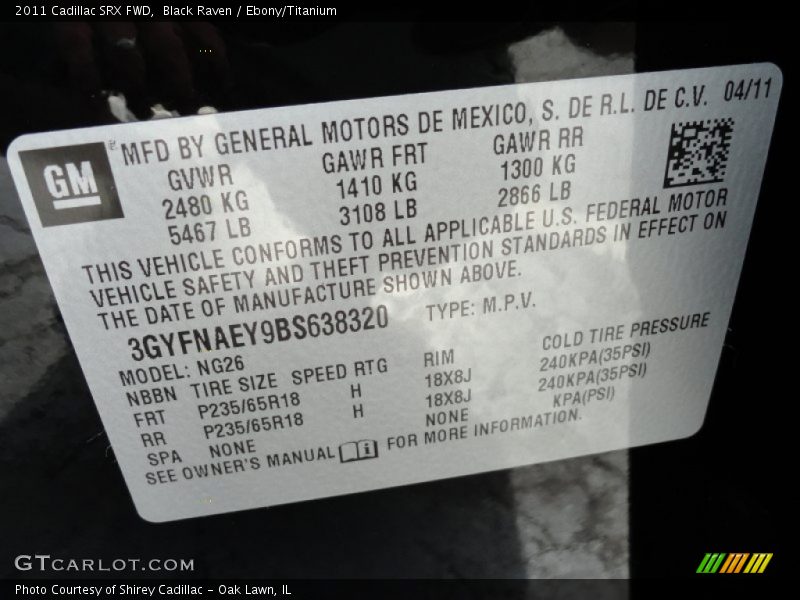 2011 Cadillac SRX FWD,  Black Raven / Ebony/Titanium
MFD BY GENERAL MOTORS DE MEXICO, S. DE R.L. DE C.V. 04/11
GM
GVWR GAWR FRT GAWR RR
2480 KG 1410 KG 1300 KG
5467 LB 3108 LB 2866 LB
THIS VEHICLE CONFORMS TO ALL APPLICABLE U.S. FEDERAL MOTOR
VEHICLE SAFETY AND THEFT PREVENTION STANDARDS IN EFFECT ON
THE DATE OF MANUFACTURE SHOWN ABOVE.
3GYFNAEY9BS638320 TYPE: M.P.V.
MODEL: NG26
NBBN TIRE SIZE SPEED RTG RIM COLD TIRE PRESSURE
FRT P235/65R18 H 18X8J 240KPA(35PSI)
RR P235/65R18 H 18X8J 240KPA(35PSI)
SPA NONE NONE KPA(PSI)
SEE OWNER'S MANUAL FOR MORE INFORMATION.
GTCARLOT.COM
Photo Courtesy of Shirey Cadillac - Oak Lawn, IL